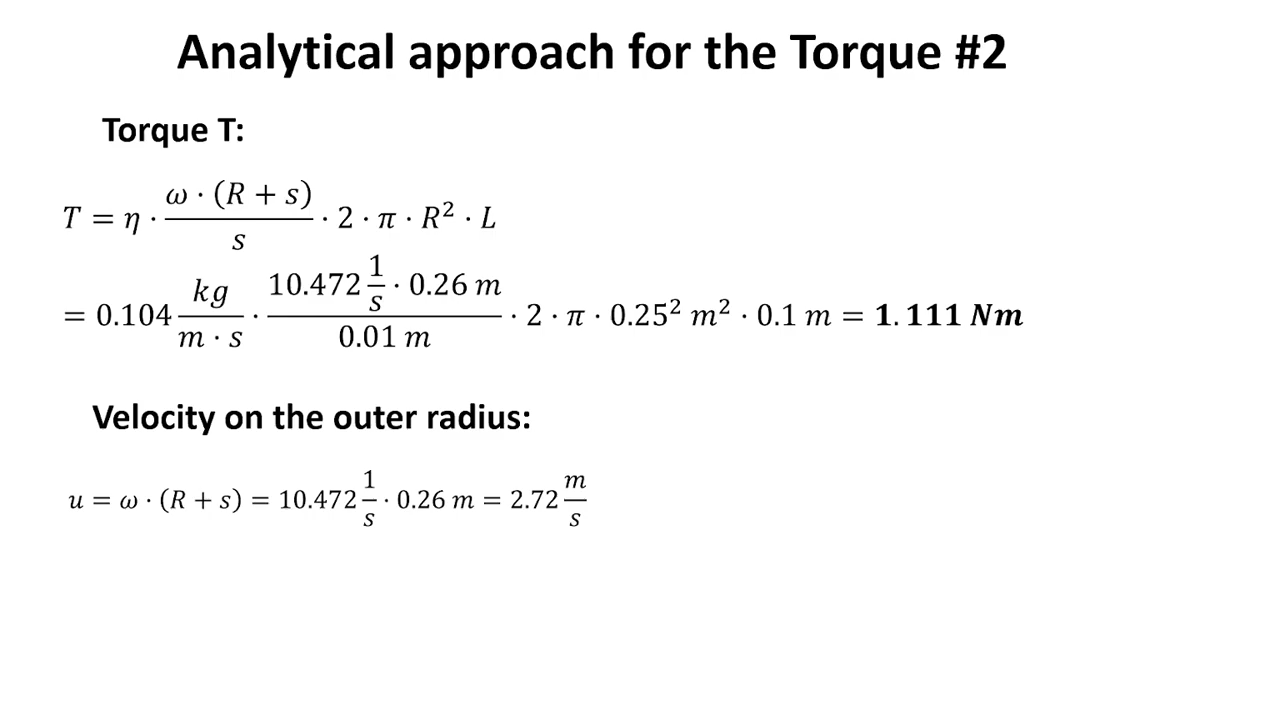 Analytical approach for the Torque #2
Torque T:
T = η · ω · (R + s) / s · 2 · π · R² · L
= 0.104 kg / m · s · 10.472 1/s · 0.26 m / 0.01 m · 2 · π · 0.25² m² · 0.1 m = 1.111 Nm
Velocity on the outer radius:
u = ω · (R + s) = 10.472 1/s · 0.26 m = 2.72 m/s